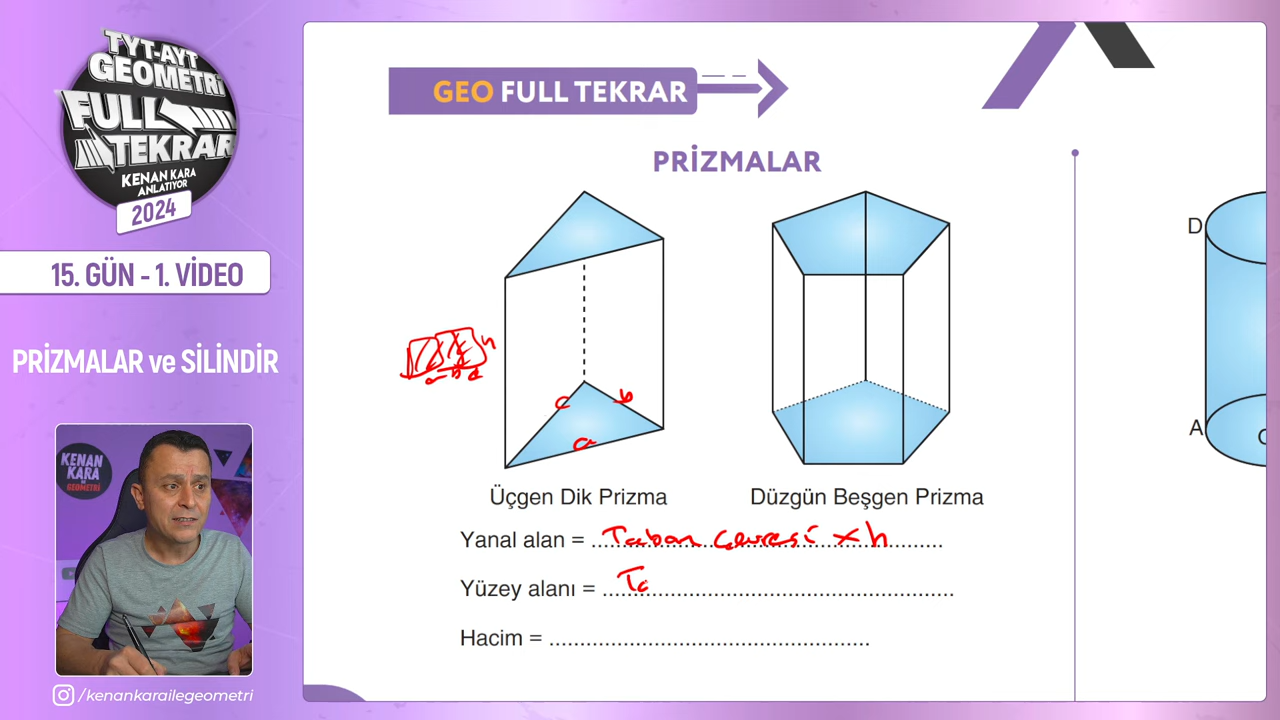 TYT-AYT
GEOMETRİ
FULL
TEKRAR
KENAN KARA
ANLATIYOR
2024
15. GÜN - 1. VİDEO
PRİZMALAR ve SİLİNDİR
KENAN
KARA
GEOMETRİ
/kenankarailegeometri
GEO FULL TEKRAR
PRİZMALAR
h
a b c
c b
a
Üçgen Dik Prizma
Düzgün Beşgen Prizma
Yanal alan = Taban Çevresi x h
Yüzey alanı = Ta
Hacim =
D
A